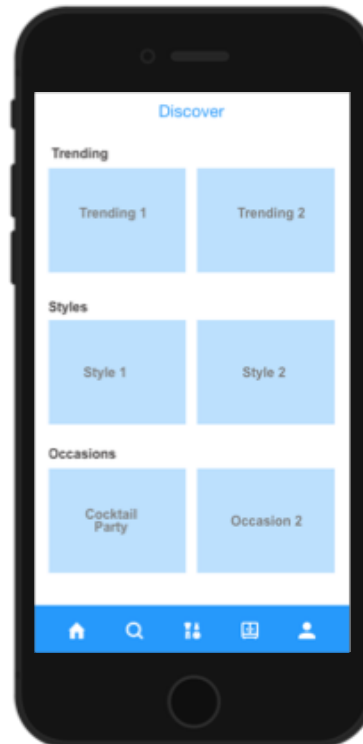 Discover
Trending
Trending 1
Trending 2
Styles
Style 1
Style 2
Occasions
Cocktail
Party
Occasion 2